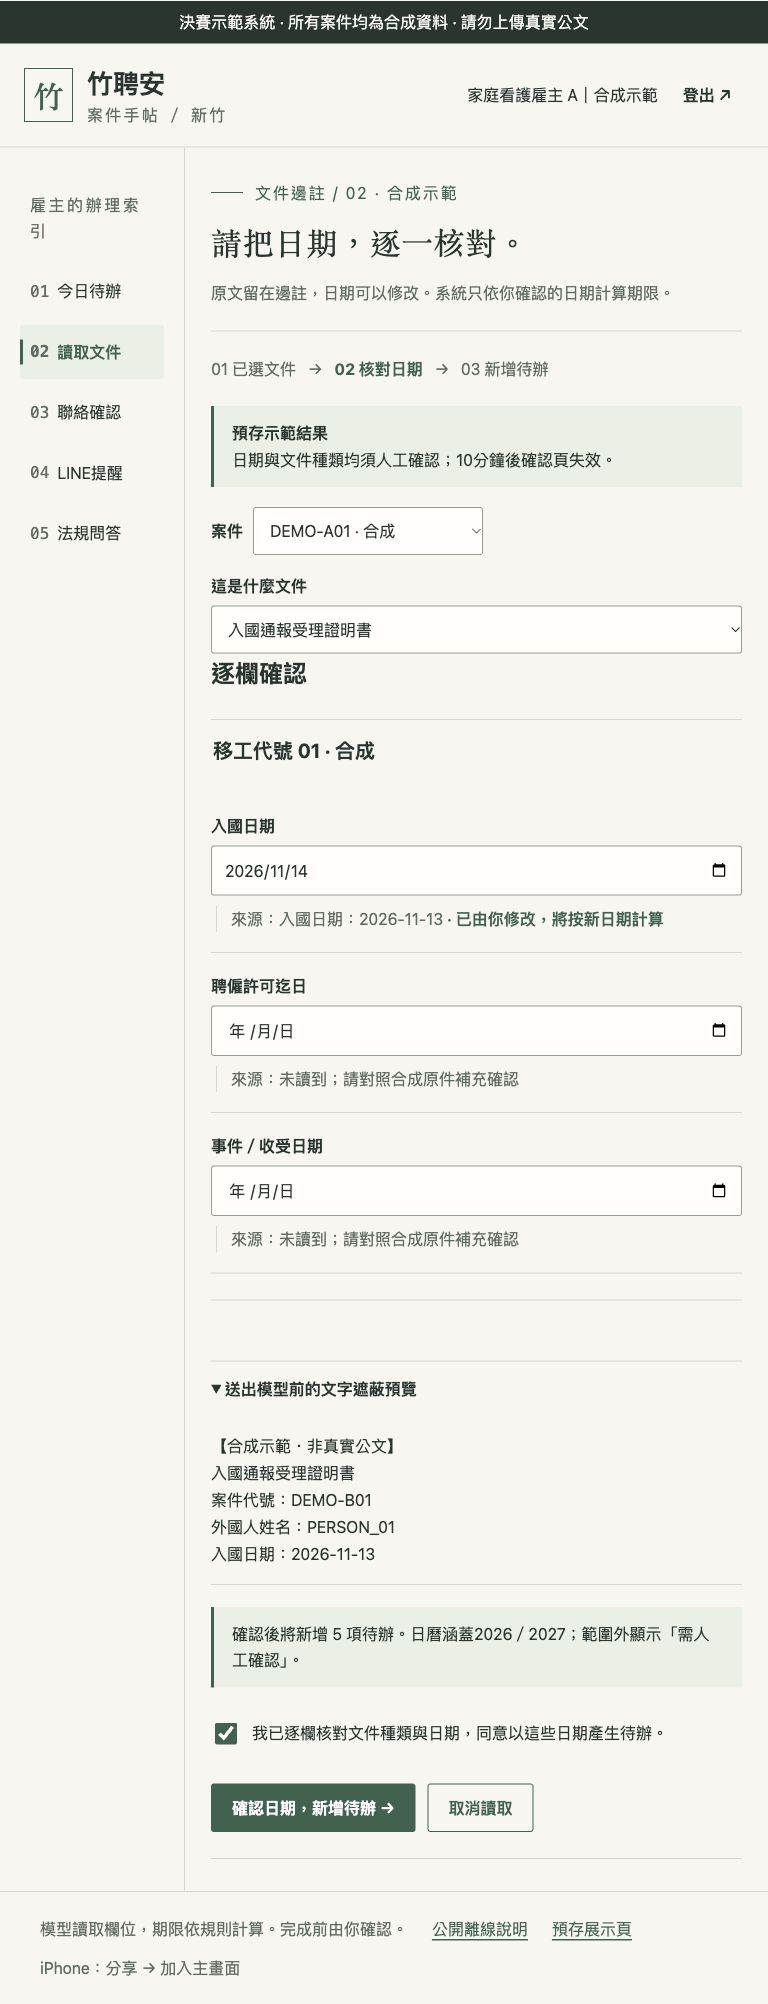 決賽示範系統 · 所有案件均為合成資料 · 請勿上傳真實公文
竹
竹聘安
案件手帖 / 新竹
家庭看護雇主 A | 合成示範
登出 ↗
雇主的辦理索
引
01 今日待辦
02 讀取文件
03 聯絡確認
04 LINE提醒
05 法規問答
文件邊註 / 02 · 合成示範
請把日期，逐一核對。
原文留在邊註，日期可以修改。系統只依你確認的日期計算期限。
01 已選文件 → 02 核對日期 → 03 新增待辦
預存示範結果
日期與文件種類均須人工確認；10分鐘後確認頁失效。
案件 DEMO-A01 · 合成
這是什麼文件
入國通報受理證明書
逐欄確認
移工代號 01 · 合成
入國日期
2026/11/14
來源：入國日期：2026-11-13 · 已由你修改，將按新日期計算
聘僱許可迄日
年 /月/日
來源：未讀到；請對照合成原件補充確認
事件 / 收受日期
年 /月/日
來源：未讀到；請對照合成原件補充確認
▼ 送出模型前的文字遮蔽預覽
【合成示範．非真實公文】
入國通報受理證明書
案件代號：DEMO-B01
外國人姓名：PERSON_01
入國日期：2026-11-13
確認後將新增 5 項待辦。日曆涵蓋2026 / 2027；範圍外顯示「需人
工確認」。
我已逐欄核對文件種類與日期，同意以這些日期產生待辦。
確認日期，新增待辦 → 取消讀取
模型讀取欄位，期限依規則計算。完成前由你確認。 公開離線說明 預存展示頁
iPhone：分享 → 加入主畫面